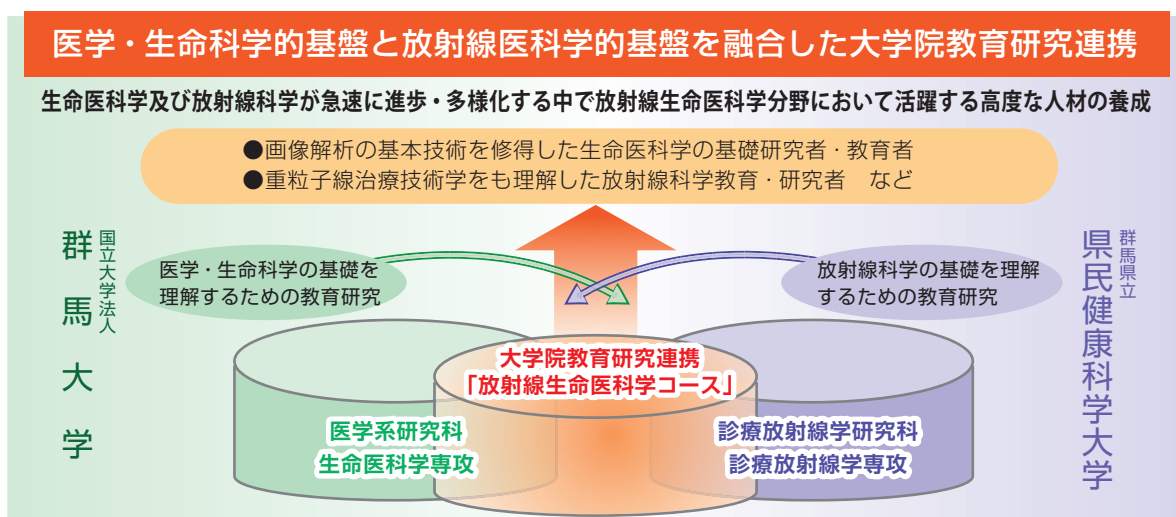 医学・生命科学的基盤と放射線医科学的基盤を融合した大学院教育研究連携
生命医科学及び放射線科学が急速に進歩・多様化する中で放射線生命医科学分野において活躍する高度な人材の養成
●画像解析の基本技術を修得した生命医科学の基礎研究者・教育者
●重粒子線治療技術学をも理解した放射線科学教育・研究者　など
国立大学法人
群馬大学
医学・生命科学の基礎を
理解するための教育研究
放射線科学の基礎を理解
するための教育研究
群馬県立
県民健康科学大学
大学院教育研究連携
「放射線生命医科学コース」
医学系研究科
生命医科学専攻
診療放射線学研究科
診療放射線学専攻